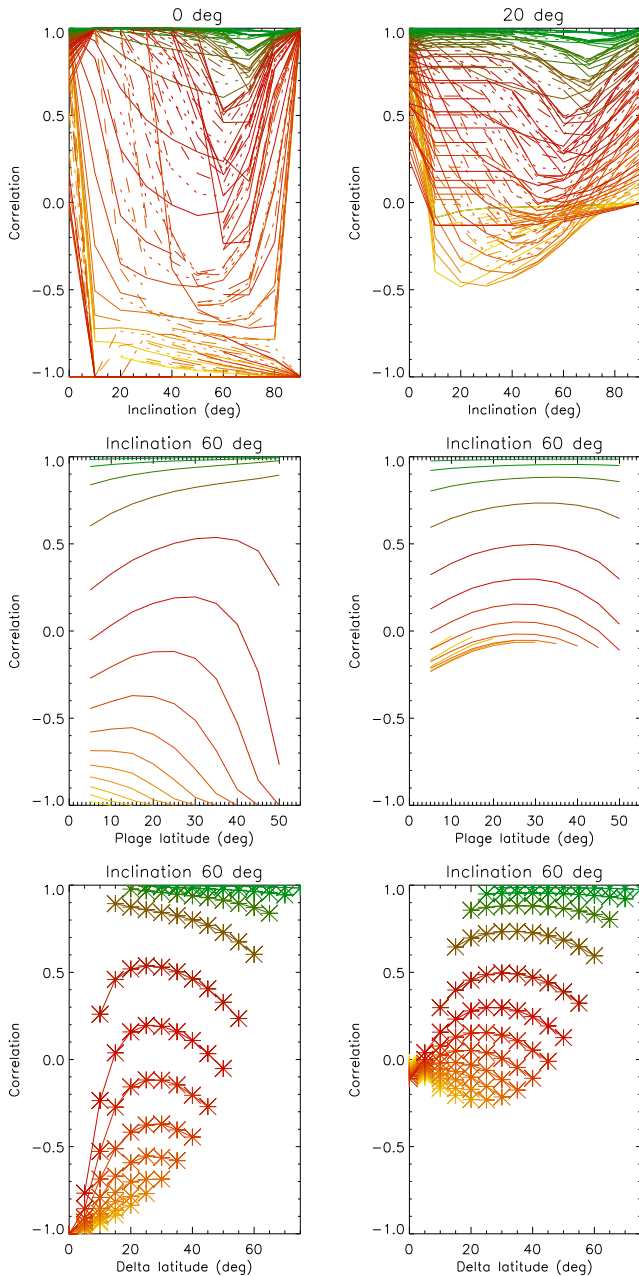 0 deg
20 deg
1.0
0.5
0.0
−0.5
−1.0
Correlation
0 20 40 60 80
Inclination (deg)
1.0
0.5
0.0
−0.5
−1.0
Correlation
0 20 40 60 80
Inclination (deg)
Inclination 60 deg
Inclination 60 deg
1.0
0.5
0.0
−0.5
−1.0
Correlation
0 10 20 30 40 50
Plage latitude (deg)
1.0
0.5
0.0
−0.5
−1.0
Correlation
0 10 20 30 40 50
Plage latitude (deg)
Inclination 60 deg
Inclination 60 deg
1.0
0.5
0.0
−0.5
−1.0
Correlation
0 20 40 60
Delta latitude (deg)
1.0
0.5
0.0
−0.5
−1.0
Correlation
0 20 40 60
Delta latitude (deg)